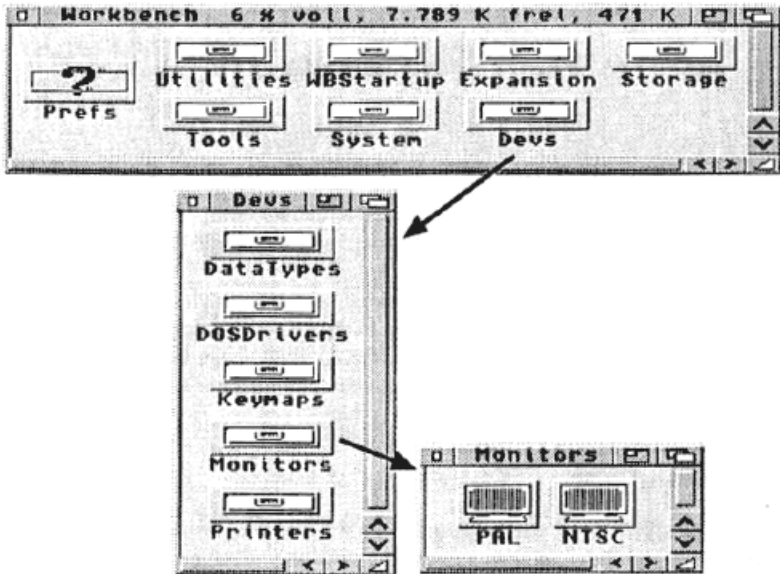 Workbench 6 % voll, 7.789 K frei, 471 K
Utilities WBStartup Expansion Storage
Prefs
Tools System Devs
Devs
DataTypes
DOSDrivers
Keymaps
Monitors
Monitors
PAL NTSC
Printers